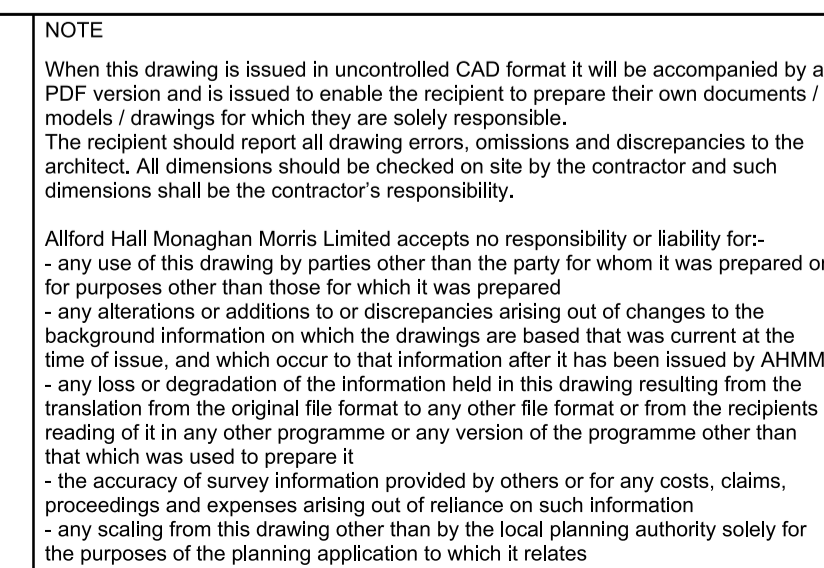 NOTE
When this drawing is issued in uncontrolled CAD format it will be accompanied by a
PDF version and is issued to enable the recipient to prepare their own documents /
models / drawings for which they are solely responsible.
The recipient should report all drawing errors, omissions and discrepancies to the
architect. All dimensions should be checked on site by the contractor and such
dimensions shall be the contractor’s responsibility.
Allford Hall Monaghan Morris Limited accepts no responsibility or liability for:-
- any use of this drawing by parties other than the party for whom it was prepared or
for purposes other than those for which it was prepared
- any alterations or additions to or discrepancies arising out of changes to the
background information on which the drawings are based that was current at the
time of issue, and which occur to that information after it has been issued by AHMM
- any loss or degradation of the information held in this drawing resulting from the
translation from the original file format to any other file format or from the recipients
reading of it in any other programme or any version of the programme other than
that which was used to prepare it
- the accuracy of survey information provided by others or for any costs, claims,
proceedings and expenses arising out of reliance on such information
- any scaling from this drawing other than by the local planning authority solely for
the purposes of the planning application to which it relates